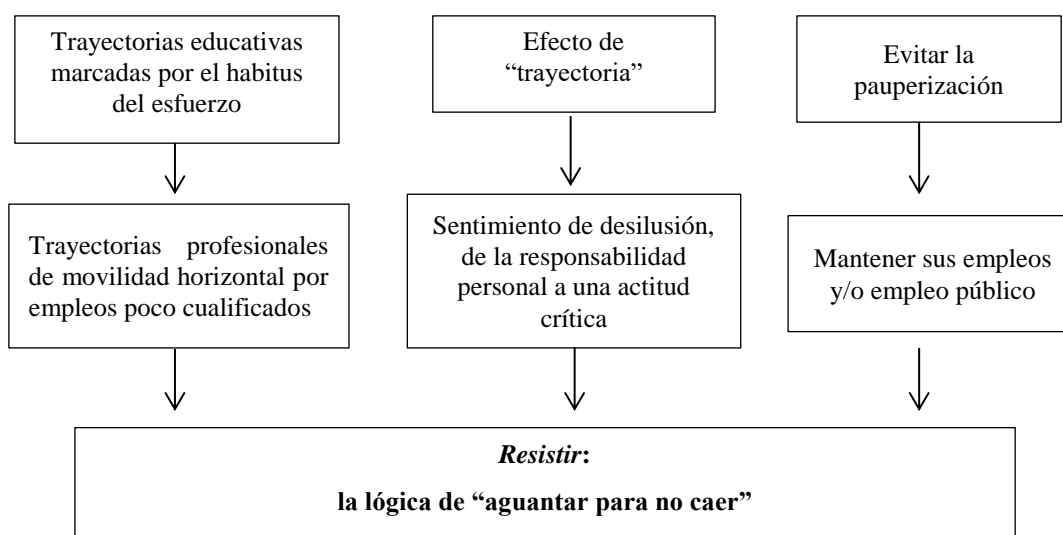 Trayectorias educativas
marcadas por el habitus
del esfuerzo
Efecto de
“trayectoria”
Evitar la
pauperización
Trayectorias profesionales
de movilidad horizontal por
empleos poco cualificados
Sentimiento de desilusión,
de la responsabilidad
personal a una actitud
crítica
Mantener sus empleos
y/o empleo público
Resistir:
la lógica de “aguantar para no caer”